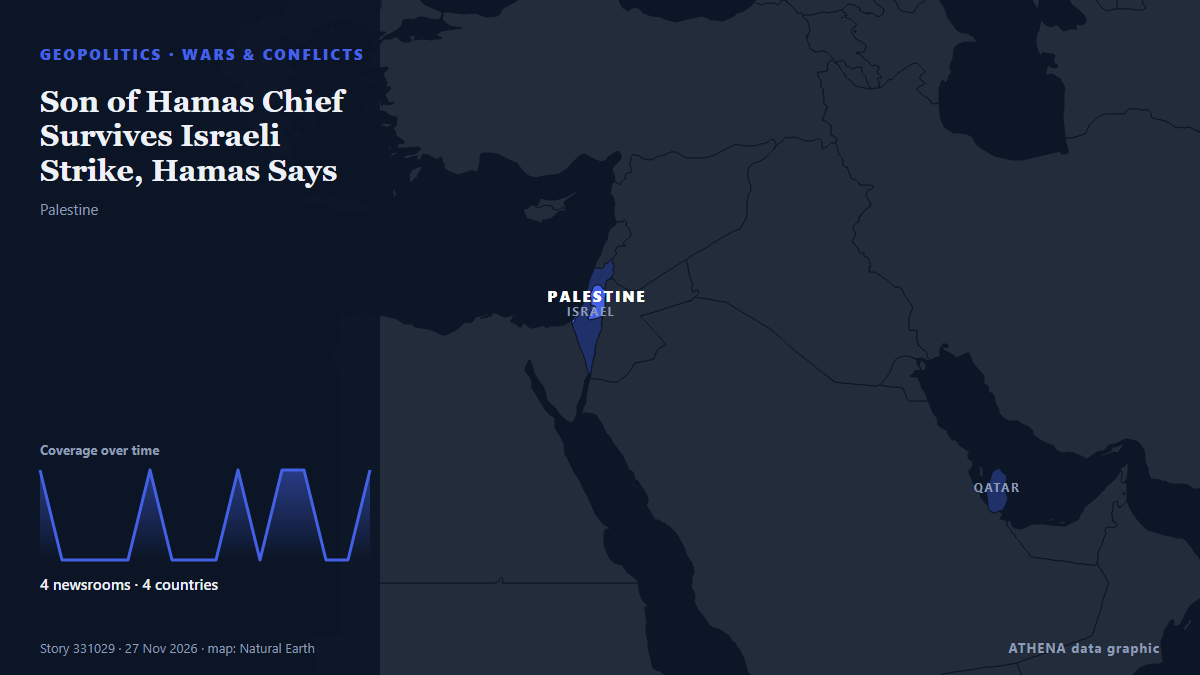 GEOPOLITICS · WARS & CONFLICTS
Son of Hamas Chief
Survives Israeli
Strike, Hamas Says
Palestine
PALESTINE
ISRAEL
QATAR
Coverage over time
4 newsrooms · 4 countries
Story 331029 · 27 Nov 2026 · map: Natural Earth
ATHENA data graphic